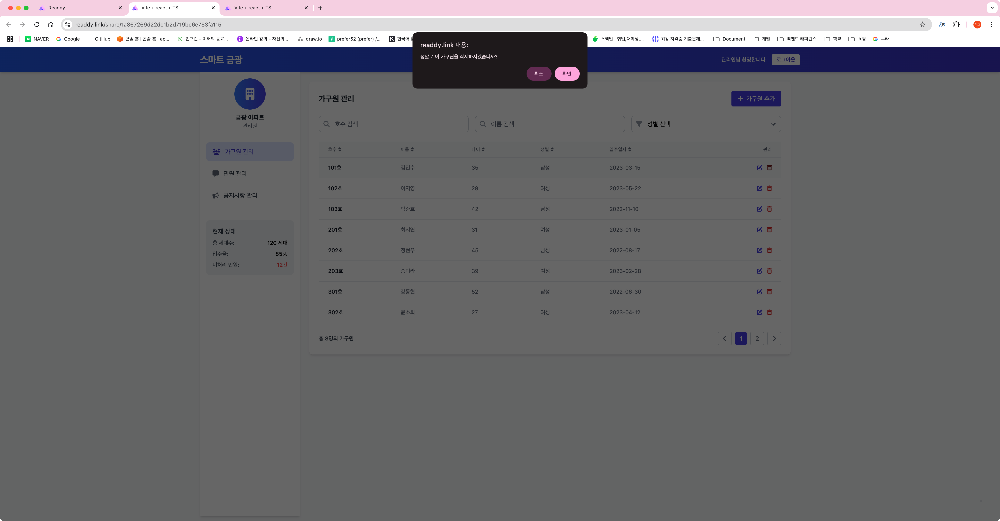 Readdy
Vite + react + TS
Vite + react + TS
readdy.link/share/1a867269d22dc1b2d719bc6e753fa115
선호
NAVER
Google
GitHub
콘솔 홈 | 콘솔 홈 | ap...
인프런 - 미래의 동료...
온라인 강의 - 자신의...
draw.io
prefer52 (prefer) /...
한국어 맞
스펙업 | 취업,대학생,...
최강 자격증 기출문제...
Document
개발
백엔드 래퍼런스
학교
쇼핑
ㅗ라
readdy.link 내용:
정말로 이 가구원을 삭제하시겠습니까?
취소
확인
스마트 금광
관리원님 환영합니다
로그아웃
금광 아파트
관리원
가구원 관리
민원 관리
공지사항 관리
현재 상태
총 세대수: 120 세대
입주율: 85%
미처리 민원: 12건
가구원 관리
가구원 추가
호수 검색
이름 검색
성별 선택
호수 이름 나이 성별 입주일자 관리
101호 김민수 35 남성 2023-03-15
102호 이지영 28 여성 2023-05-22
103호 박준호 42 남성 2022-11-10
201호 최서연 31 여성 2023-01-05
202호 정현우 45 남성 2022-08-17
203호 송미라 39 여성 2023-02-28
301호 강동현 52 남성 2022-06-30
302호 윤소희 27 여성 2023-04-12
총 8명의 가구원
1
2